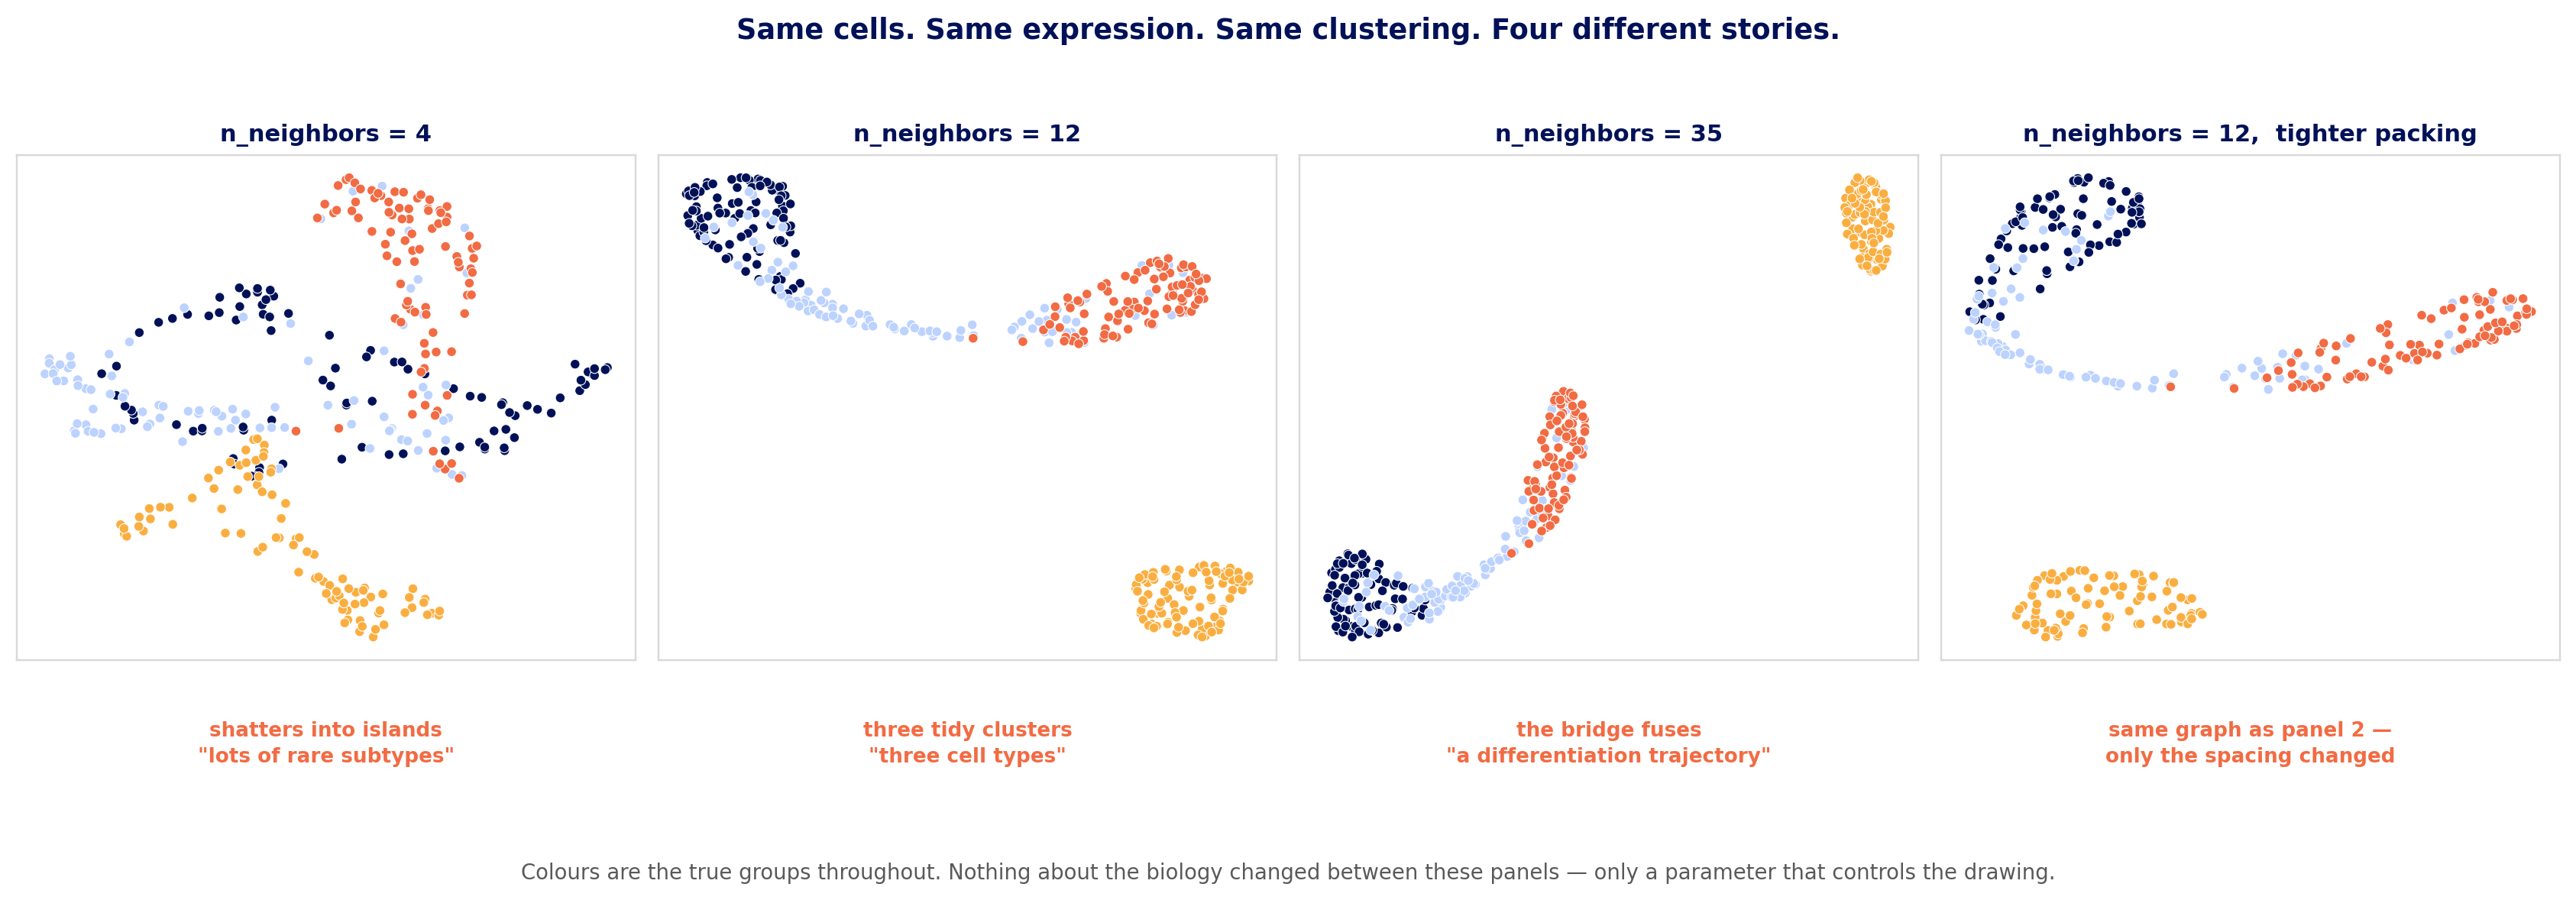 Same cells. Same expression. Same clustering. Four different stories.
n_neighbors = 4
n_neighbors = 12
n_neighbors = 35
n_neighbors = 12,  tighter packing
shatters into islands
"lots of rare subtypes"
three tidy clusters
"three cell types"
the bridge fuses
"a differentiation trajectory"
same graph as panel 2 —
only the spacing changed
Colours are the true groups throughout. Nothing about the biology changed between these panels — only a parameter that controls the drawing.